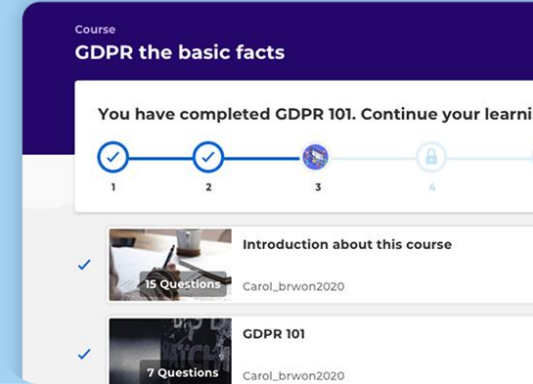 Course
GDPR the basic facts
You have completed GDPR 101. Continue your learni
1
2
3
4
Introduction about this course
15 Questions
Carol_brwon2020
GDPR 101
7 Questions
Carol_brwon2020